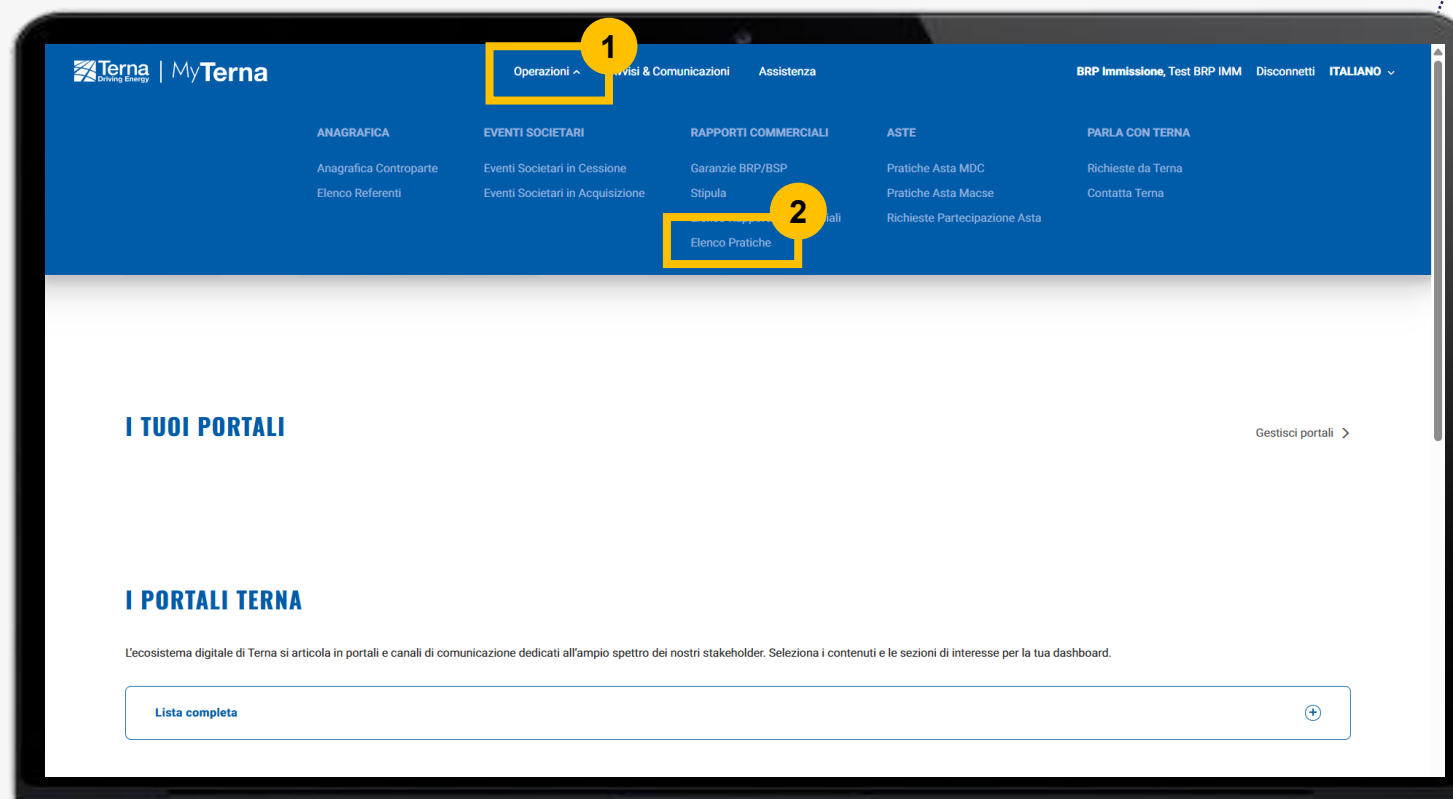 Terna Driving Energy | MyTerna
Operazioni
1
Avvisi & Comunicazioni
Assistenza
BRP Immissione, Test BRP IMM
Disconnetti
ITALIANO
ANAGRAFICA
Anagrafica Controparte
Elenco Referenti
EVENTI SOCIETARI
Eventi Societari in Cessione
Eventi Societari in Acquisizione
RAPPORTI COMMERCIALI
Garanzie BRP/BSP
Stipula
2
Elenco Pratiche
ASTE
Pratiche Asta MDC
Pratiche Asta Macse
Richieste Partecipazione Asta
PARLA CON TERNA
Richieste da Terna
Contatta Terna
I TUOI PORTALI
Gestisci portali
I PORTALI TERNA
L'ecosistema digitale di Terna si articola in portali e canali di comunicazione dedicati all'ampio spettro dei nostri stakeholder. Seleziona i contenuti e le sezioni di interesse per la tua dashboard.
Lista completa